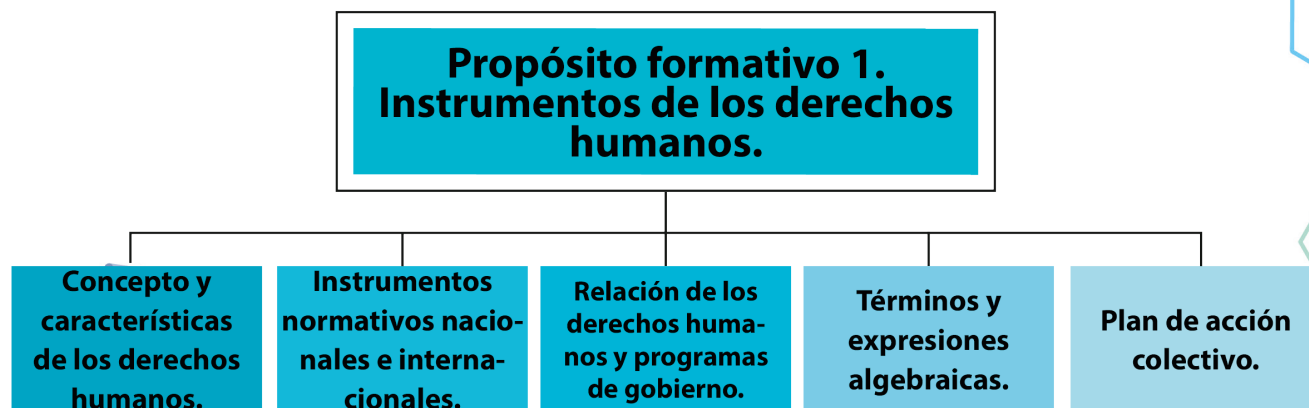 Propósito formativo 1.
Instrumentos de los derechos
humanos.
Concepto y
características
de los derechos
humanos.
Instrumentos
normativos nacio-
nales e interna-
cionales.
Relación de los
derechos huma-
nos y programas
de gobierno.
Términos y
expresiones
algebraicas.
Plan de acción
colectivo.